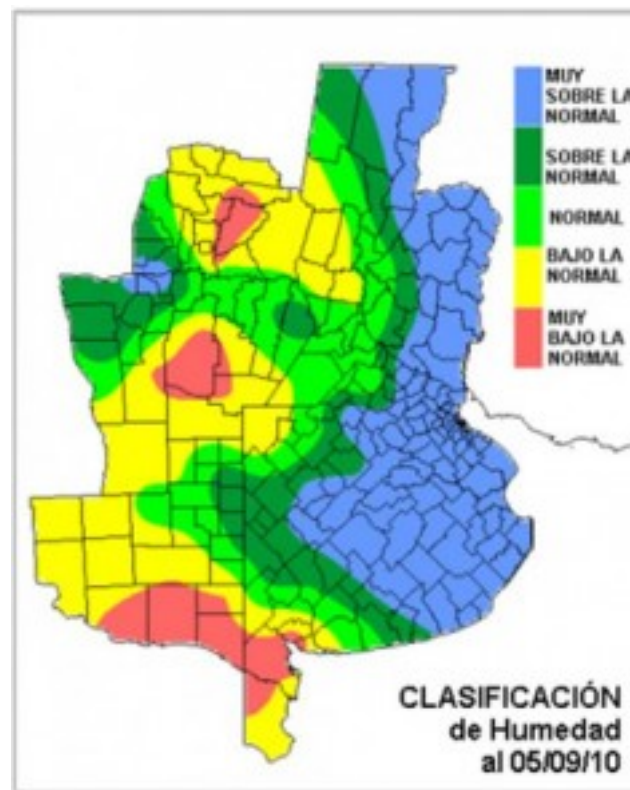 MUY
SOBRE LA
NORMAL
SOBRE LA
NORMAL
NORMAL
BAJO LA
NORMAL
MUY
BAJO LA
NORMAL
CLASIFICACIÓN
de Humedad
al 05/09/10